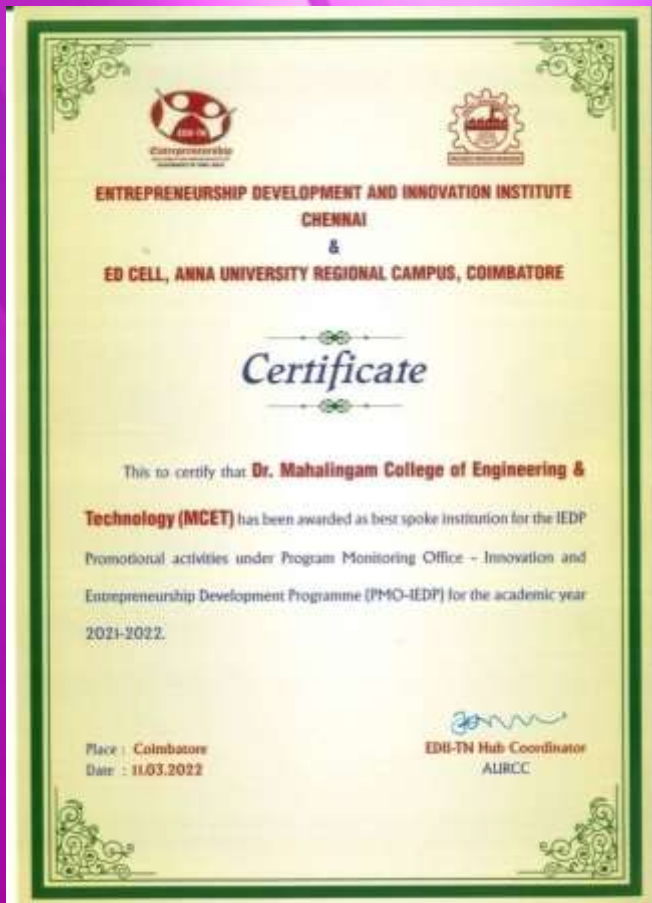 EDII-TN
Entrepreneurship
ENTREPRENEURSHIP DEVELOPMENT AND INNOVATION INSTITUTE
CHENNAI
&
ED CELL, ANNA UNIVERSITY REGIONAL CAMPUS, COIMBATORE
Certificate
This to certify that Dr. Mahalingam College of Engineering &
Technology (MCET) has been awarded as best spoke institution for the IEDP
Promotional activities under Program Monitoring Office – Innovation and
Entrepreneurship Development Programme (PMO-IEDP) for the academic year
2021-2022.
Place : Coimbatore
Date : 11.03.2022
EDII-TN Hub Coordinator
AURCC